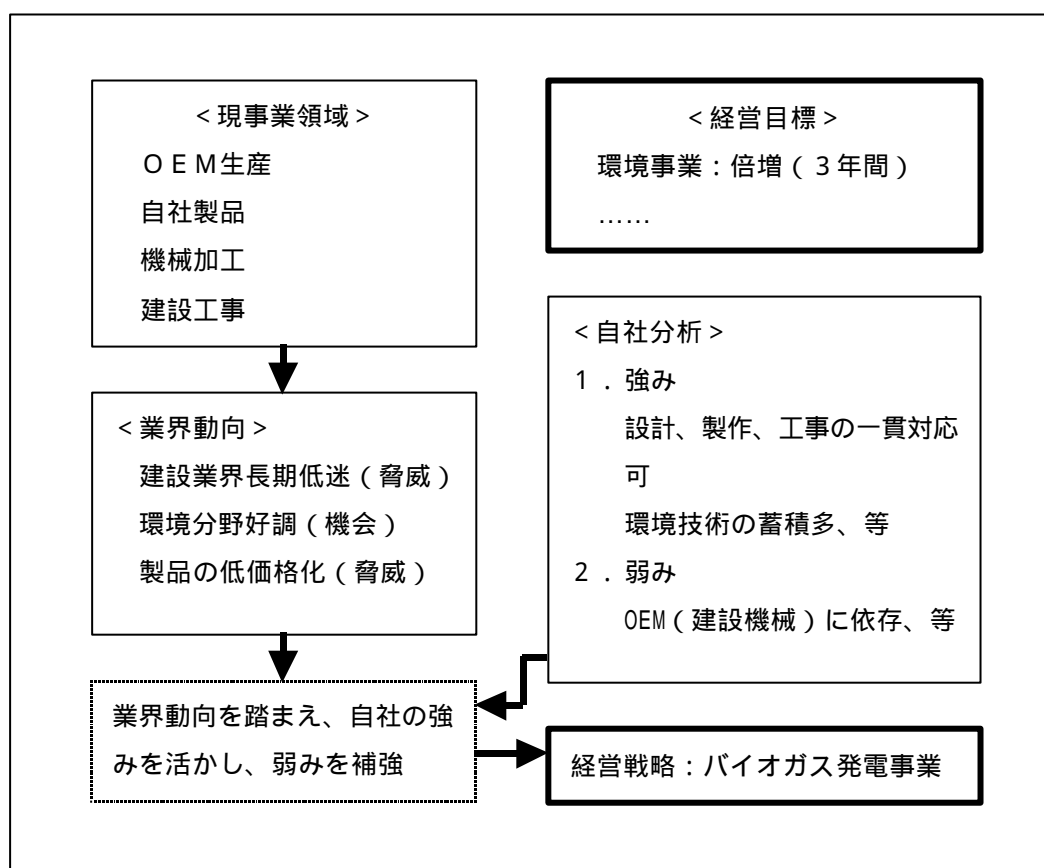 ＜現事業領域＞
ＯＥＭ生産
自社製品
機械加工
建設工事
＜経営目標＞
環境事業：倍増（３年間）
……
＜業界動向＞
建設業界長期低迷（脅威）
環境分野好調（機会）
製品の低価格化（脅威）
＜自社分析＞
１．強み
設計、製作、工事の一貫対応
可
環境技術の蓄積多、等
２．弱み
OEM（建設機械）に依存、等
業界動向を踏まえ、自社の強
みを活かし、弱みを補強
経営戦略：バイオガス発電事業